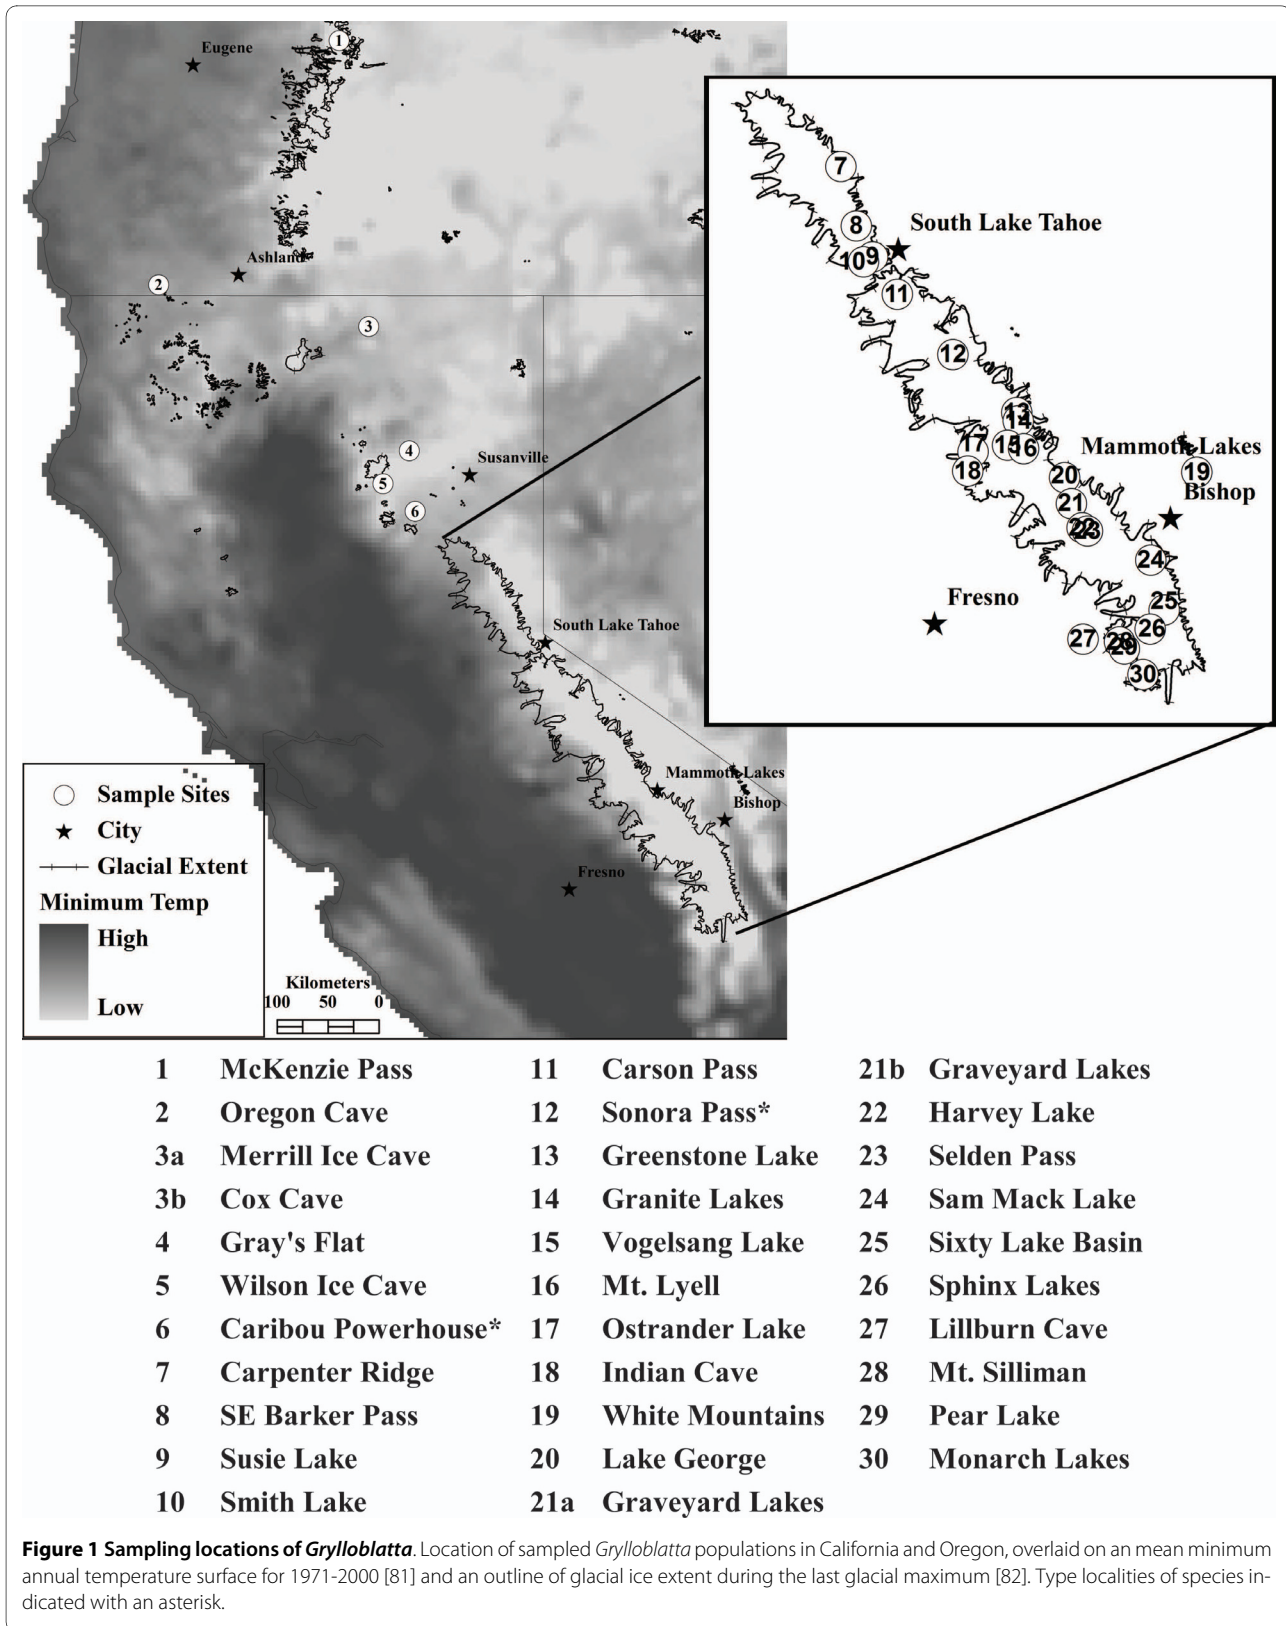 Eugene
1
Ashland
2
3
4
Susanville
5
6
South Lake Tahoe
Mammoth Lakes
Bishop
Fresno
7
8
South Lake Tahoe
9
10
11
12
13
14
17
15
16
Mammoth Lakes
18
20
19
Bishop
21
22
23
24
Fresno
25
26
27
28
29
30
Sample Sites
City
Glacial Extent
Minimum Temp
High
Low
Kilometers
100 50 0
1 McKenzie Pass
2 Oregon Cave
3a Merrill Ice Cave
3b Cox Cave
4 Gray's Flat
5 Wilson Ice Cave
6 Caribou Powerhouse*
7 Carpenter Ridge
8 SE Barker Pass
9 Susie Lake
10 Smith Lake
11 Carson Pass
12 Sonora Pass*
13 Greenstone Lake
14 Granite Lakes
15 Vogelsang Lake
16 Mt. Lyell
17 Ostrander Lake
18 Indian Cave
19 White Mountains
20 Lake George
21a Graveyard Lakes
21b Graveyard Lakes
22 Harvey Lake
23 Selden Pass
24 Sam Mack Lake
25 Sixty Lake Basin
26 Sphinx Lakes
27 Lillburn Cave
28 Mt. Silliman
29 Pear Lake
30 Monarch Lakes
Figure 1 Sampling locations of Grylloblatta. Location of sampled Grylloblatta populations in California and Oregon, overlaid on an mean minimum
annual temperature surface for 1971-2000 [81] and an outline of glacial ice extent during the last glacial maximum [82]. Type localities of species in-
dicated with an asterisk.